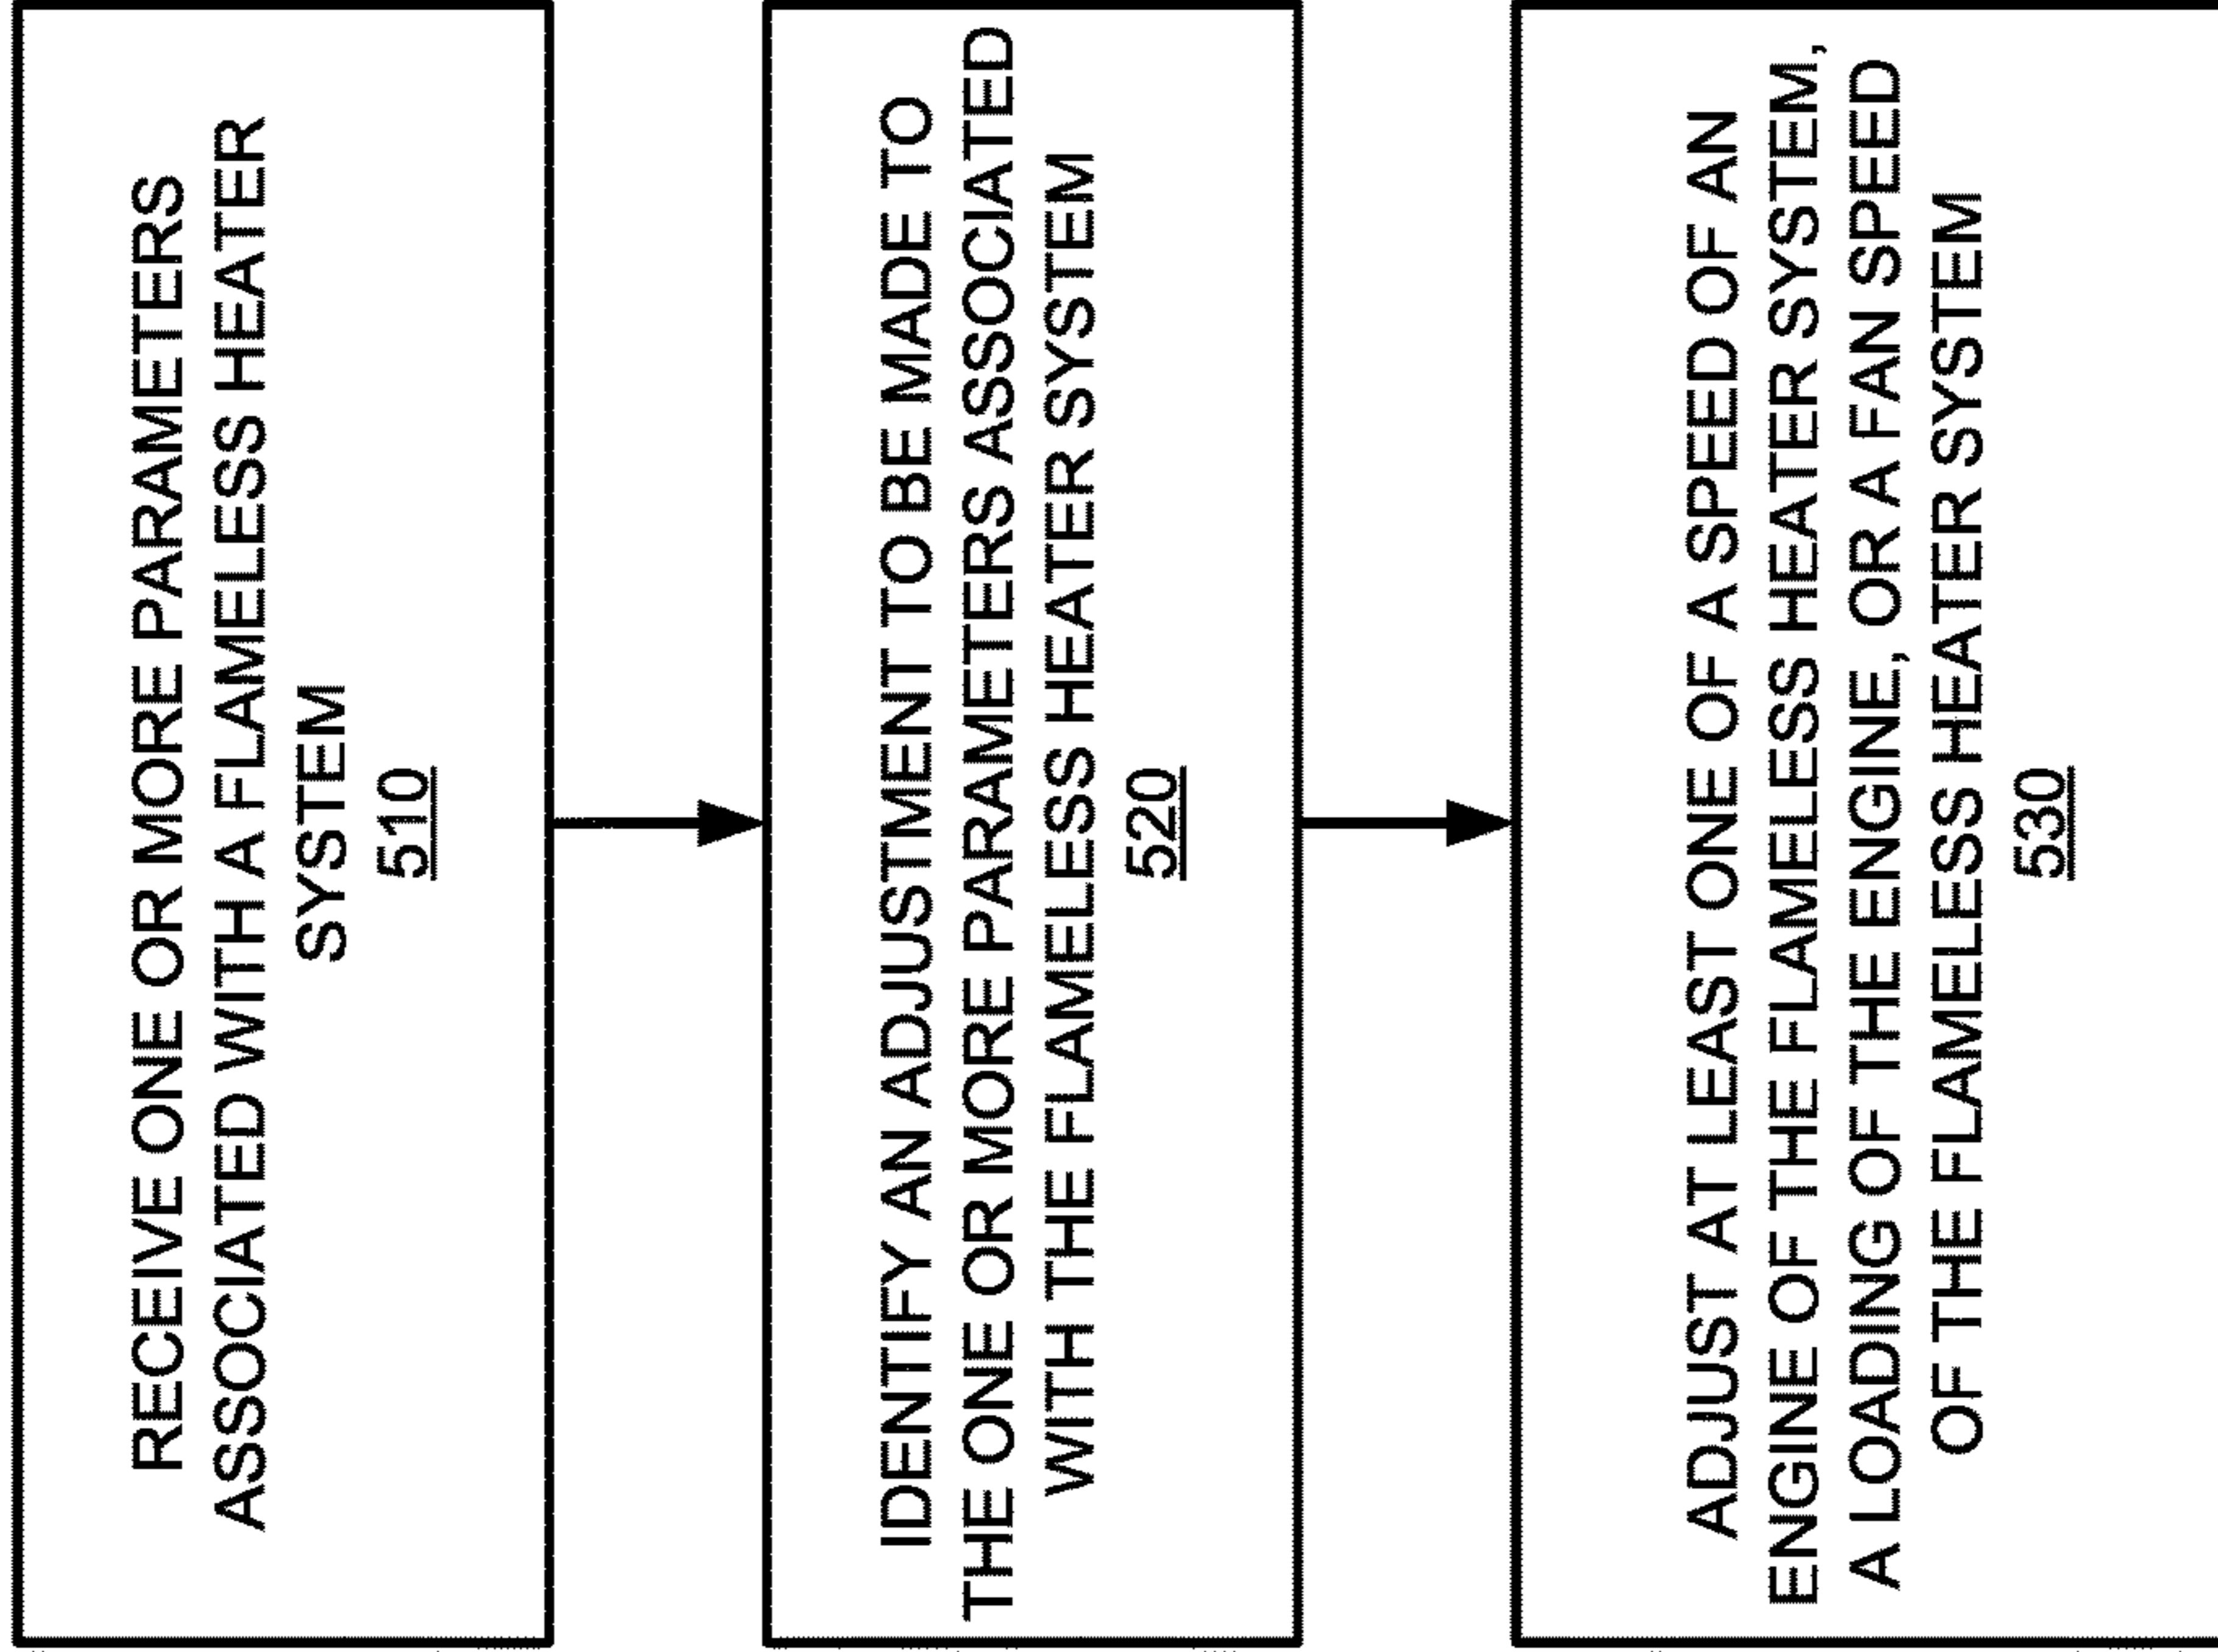 RECEIVE ONE OR MORE PARAMETERS
ASSOCIATED WITH A FLAMELESS HEATER
SYSTEM
510
IDENTIFY AN ADJUSTMENT TO BE MADE TO
THE ONE OR MORE PARAMETERS ASSOCIATED
WITH THE FLAMELESS HEATER SYSTEM
520
ADJUST AT LEAST ONE OF A SPEED OF AN
ENGINE OF THE FLAMELESS HEATER SYSTEM,
A LOADING OF THE ENGINE, OR A FAN SPEED
OF THE FLAMELESS HEATER SYSTEM
530